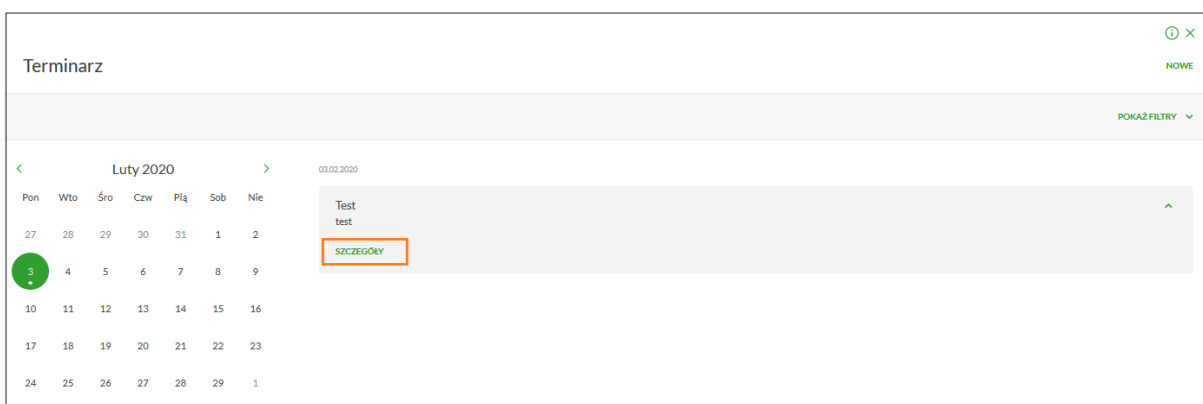 Terminarz
NOWE
POKAŻ FILTRY
Luty 2020
Pon Wto Śro Czw Pią Sob Nie
27 28 29 30 31 1 2
3 4 5 6 7 8 9
10 11 12 13 14 15 16
17 18 19 20 21 22 23
24 25 26 27 28 29 1
03.02.2020
Test
test
SZCZEGÓŁY